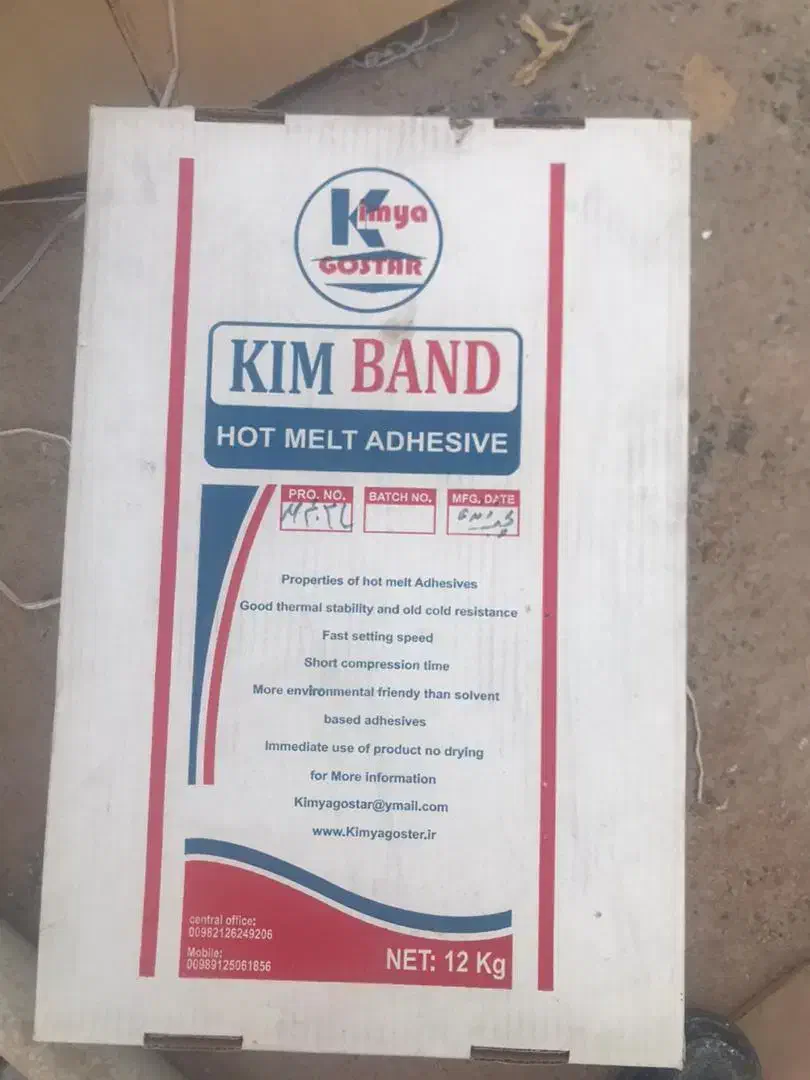 Kimya
GOSTAR
KIM BAND
HOT MELT ADHESIVE
PRO. NO. BATCH NO. MFG. DATE
Properties of hot melt Adhesives
Good thermal stability and old cold resistance
Fast setting speed
Short compression time
More environmental friendy than solvent
based adhesives
Immediate use of product no drying
for More information
Kimyagostar@ymail.com
www.Kimyagoster.ir
central office:
00982126249206
Mobile:
00989125061856
NET: 12 Kg